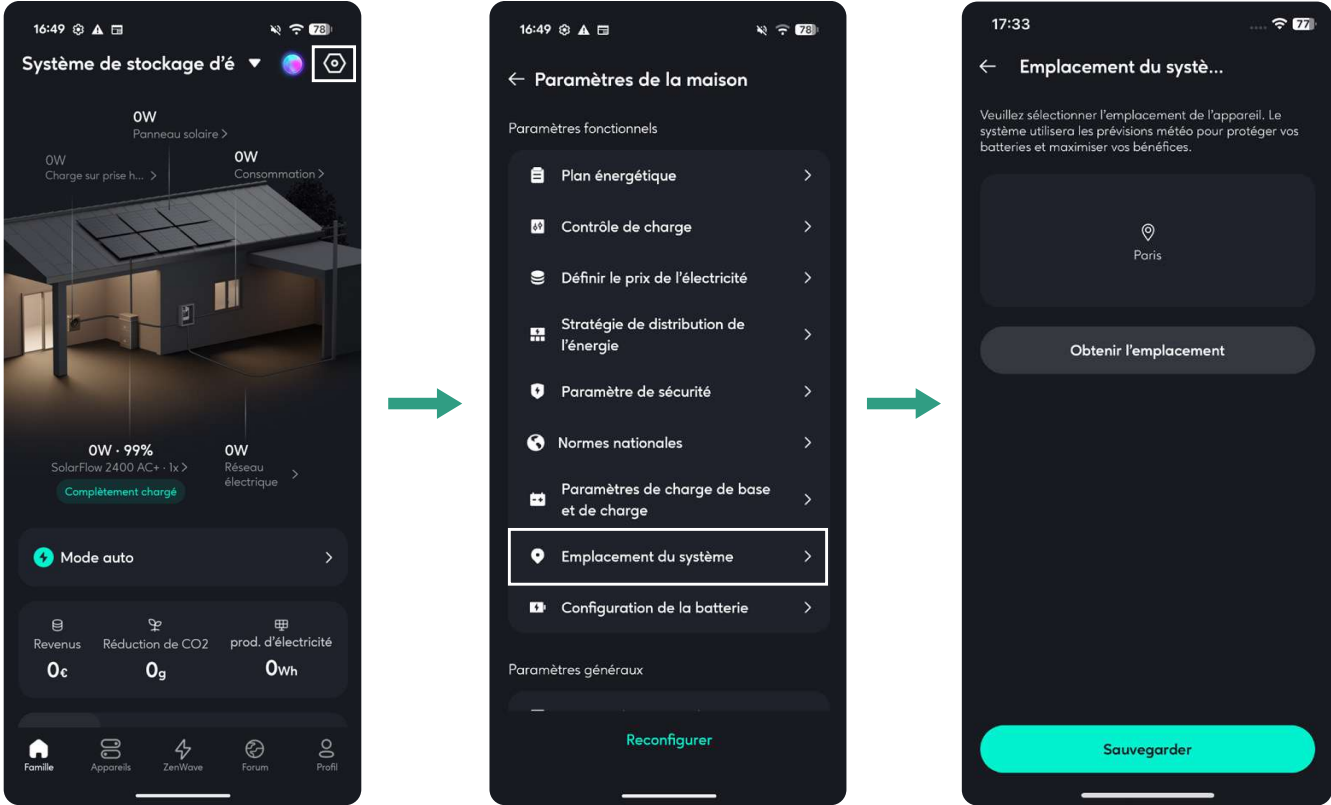 16:49
78
Système de stockage d'é
0W
Panneau solaire
0W
Charge sur prise h...
0W
Consommation
0W · 99%
SolarFlow 2400 AC+ · 1x
Complètement chargé
0W
Réseau
électrique
Mode auto
Revenus
0€
Réduction de CO2
0g
prod. d'électricité
0Wh
Famille
Appareils
ZenWave
Forum
Profil
16:49
78
Paramètres de la maison
Paramètres fonctionnels
Plan énergétique
Contrôle de charge
Définir le prix de l'électricité
Stratégie de distribution de
l'énergie
Paramètre de sécurité
Normes nationales
Paramètres de charge de base
et de charge
Emplacement du système
Configuration de la batterie
Paramètres généraux
Reconfigurer
17:33
77
Emplacement du systè...
Veuillez sélectionner l'emplacement de l'appareil. Le
système utilisera les prévisions météo pour protéger vos
batteries et maximiser vos bénéfices.
Paris
Obtenir l'emplacement
Sauvegarder